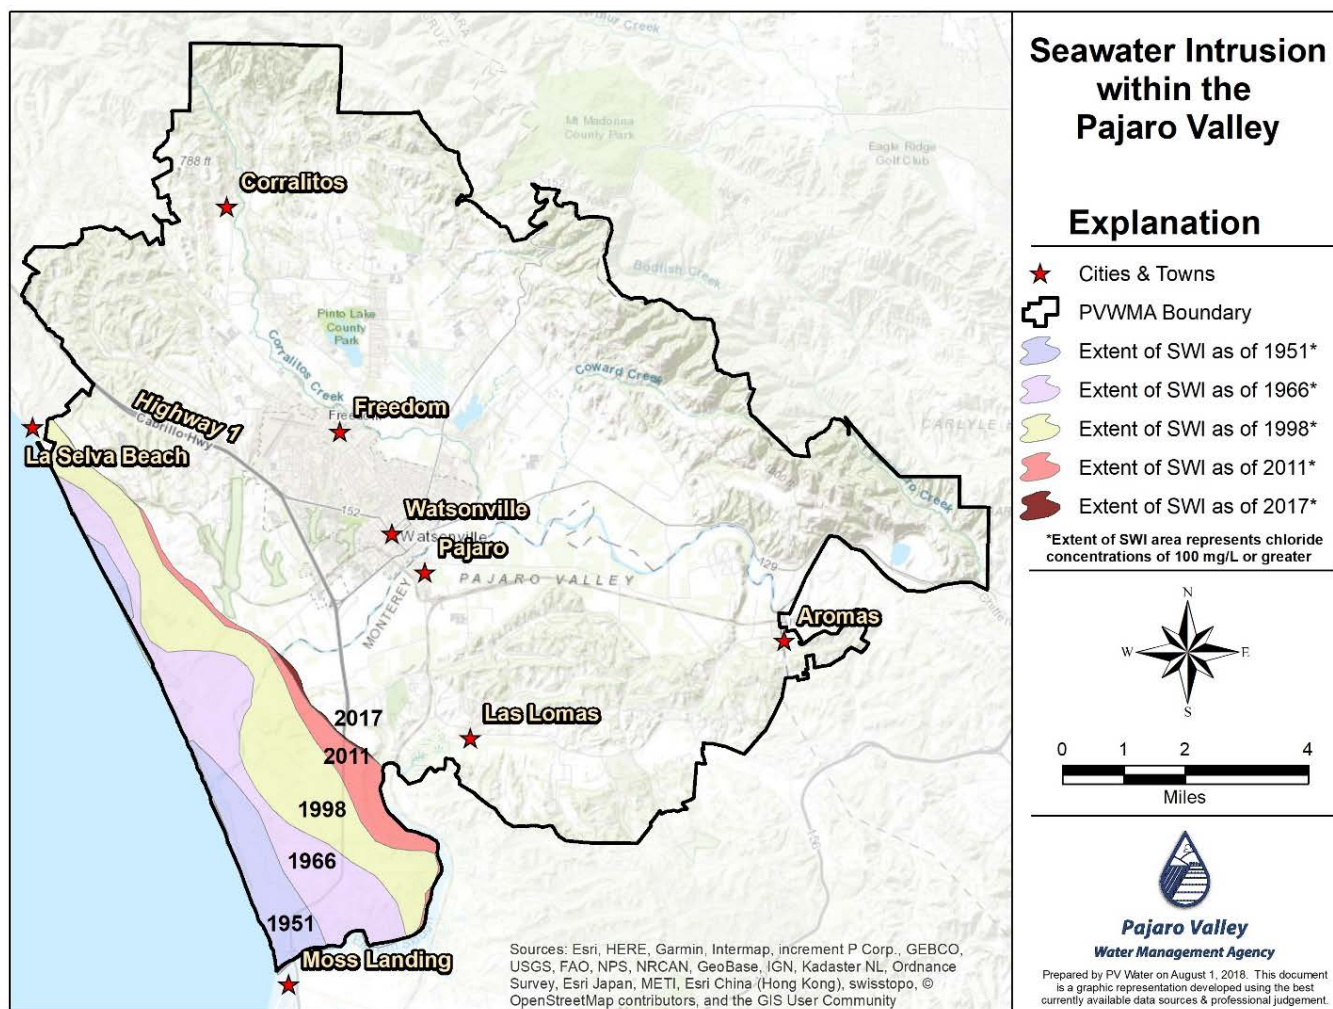 Seawater Intrusion
within the
Pajaro Valley
Explanation
Cities & Towns
PVWMA Boundary
Extent of SWI as of 1951*
Extent of SWI as of 1966*
Extent of SWI as of 1998*
Extent of SWI as of 2011*
Extent of SWI as of 2017*
*Extent of SWI area represents chloride
concentrations of 100 mg/L or greater
N
W
E
S
0 1 2 4
Miles
Pajaro Valley
Water Management Agency
Prepared by PV Water on August 1, 2018. This document
is a graphic representation developed using the best
currently available data sources & professional judgement.
Creek
Mt Madonna
County Park
Eagle Ridge
Golf Club
788 ft
Corralitos
Bodfish Creek
Pinto Lake
County
Park
Corralitos Creek
Coward Creek
Highway 1
Cabrillo Hwy
Freedom
La Selva Beach
152
Watsonville
Watsonville
Pajaro
PAJARO VALLEY
MONTEREY
129
Creek
Aromas
Las Lomas
2017
2011
1998
1966
1951
156
Moss Landing
Sources: Esri, HERE, Garmin, Intermap, increment P Corp., GEBCO,
USGS, FAO, NPS, NRCAN, GeoBase, IGN, Kadaster NL, Ordnance
Survey, Esri Japan, METI, Esri China (Hong Kong), swisstopo, ©
OpenStreetMap contributors, and the GIS User Community